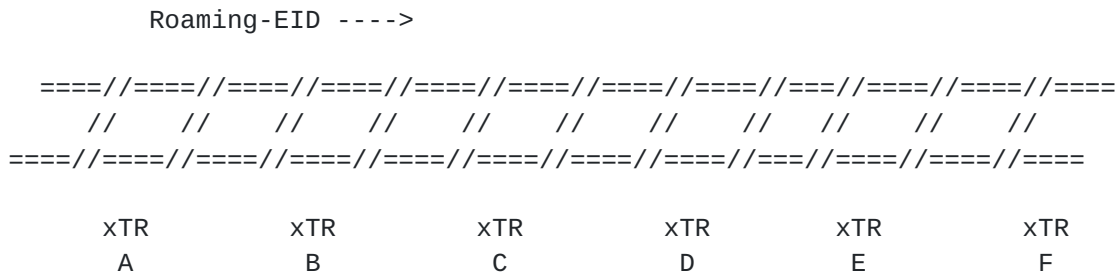 Roaming-EID ---->
====//====//====//====//====//====//====//====//===//====//====//====
// // // // // // // // // // //
====//====//====//====//====//====//====//====//===//====//====//====
xTR xTR xTR xTR xTR xTR
A B C D E F